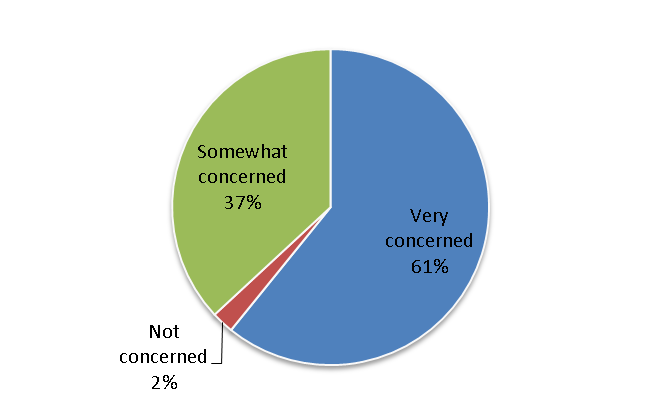 Somewhat
concerned
37%
Very
concerned
61%
Not
concerned
2%